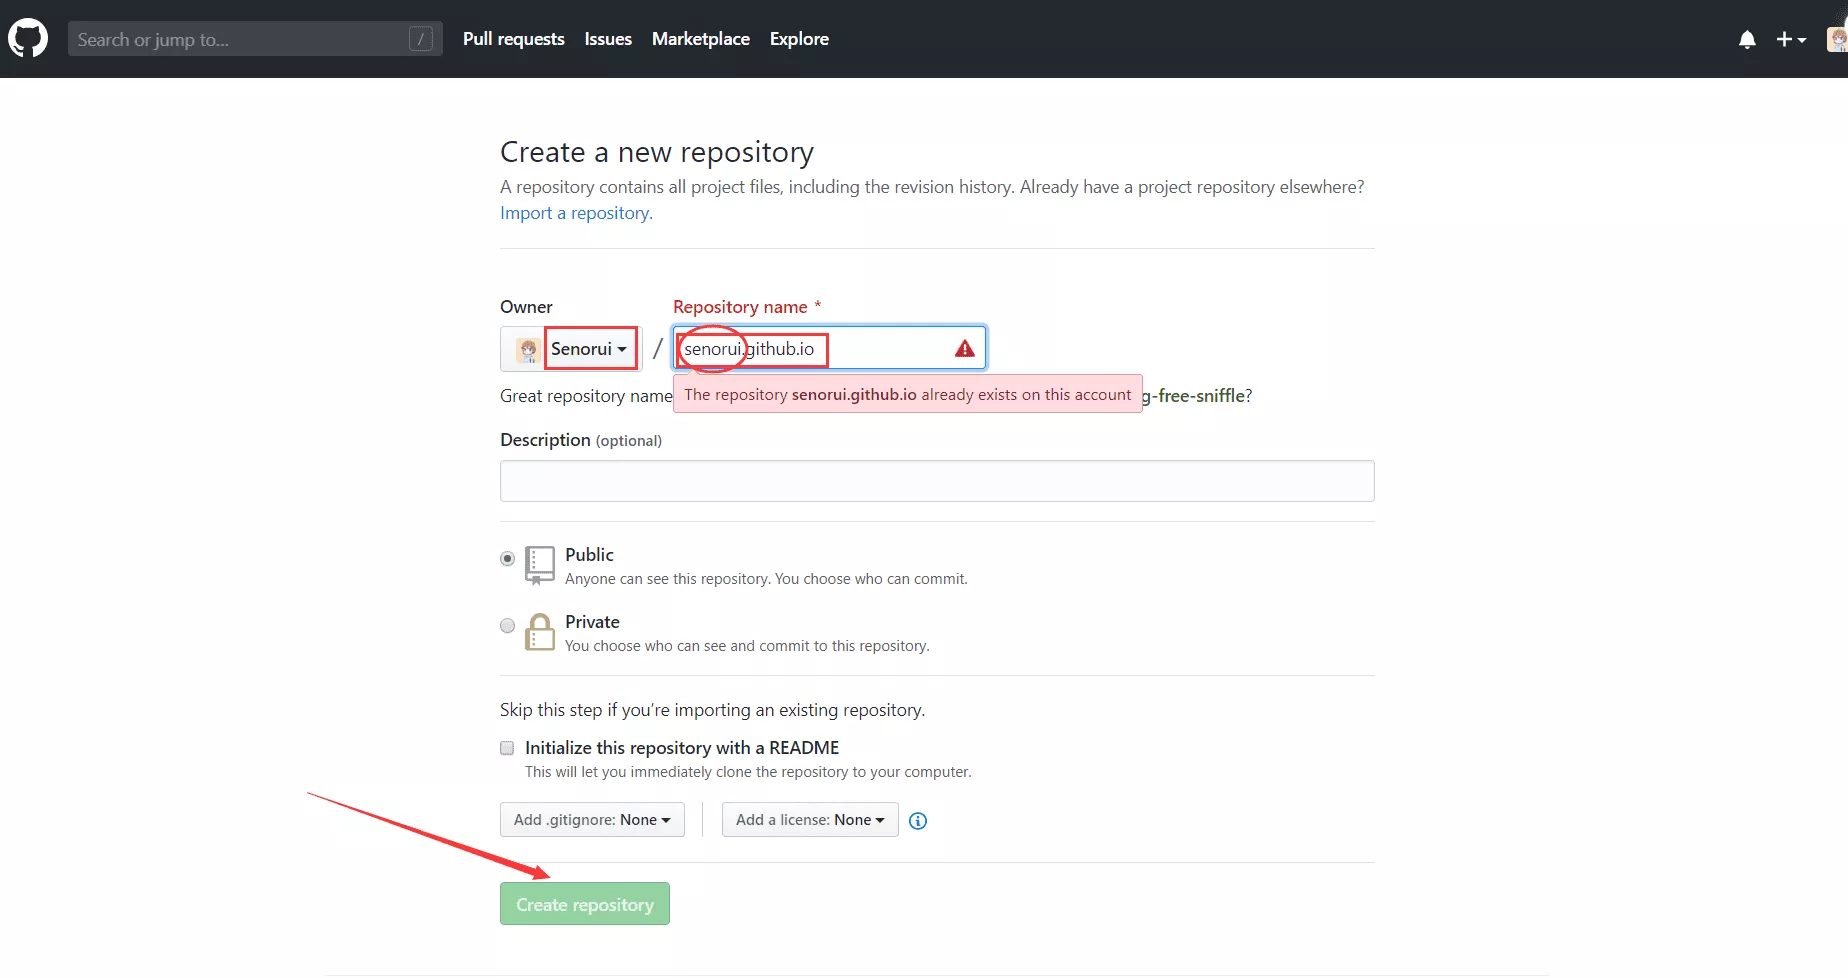 Search or jump to... / Pull requests Issues Marketplace Explore
Create a new repository
A repository contains all project files, including the revision history. Already have a project repository elsewhere?
Import a repository.
Owner Repository name *
Senorui / senorui.github.io
The repository senorui.github.io already exists on this account
Great repository name g-free-sniffle?
Description (optional)
Public
Anyone can see this repository. You choose who can commit.
Private
You choose who can see and commit to this repository.
Skip this step if you’re importing an existing repository.
Initialize this repository with a README
This will let you immediately clone the repository to your computer.
Add .gitignore: None Add a license: None
Create repository